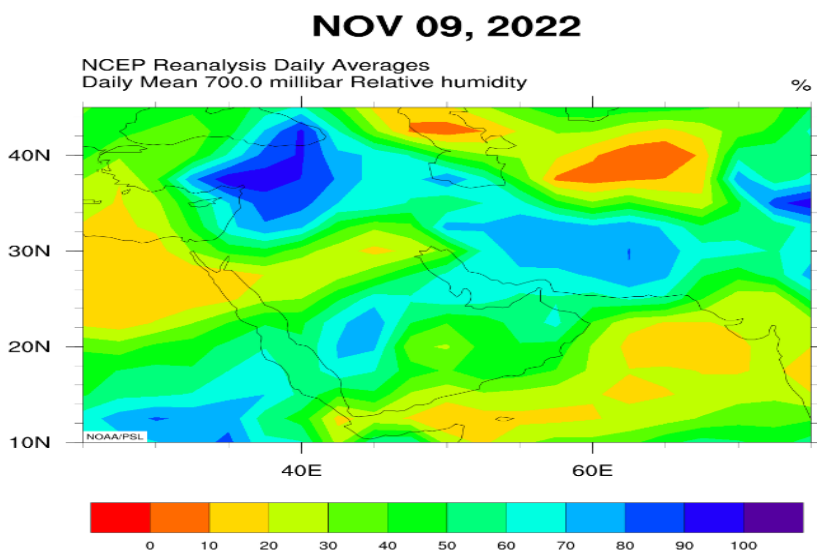 NOV 09, 2022
NCEP Reanalysis Daily Averages
Daily Mean 700.0 millibar Relative humidity
%
40N
30N
20N
10N
NOAA/PSL
40E 60E
0 10 20 30 40 50 60 70 80 90 100